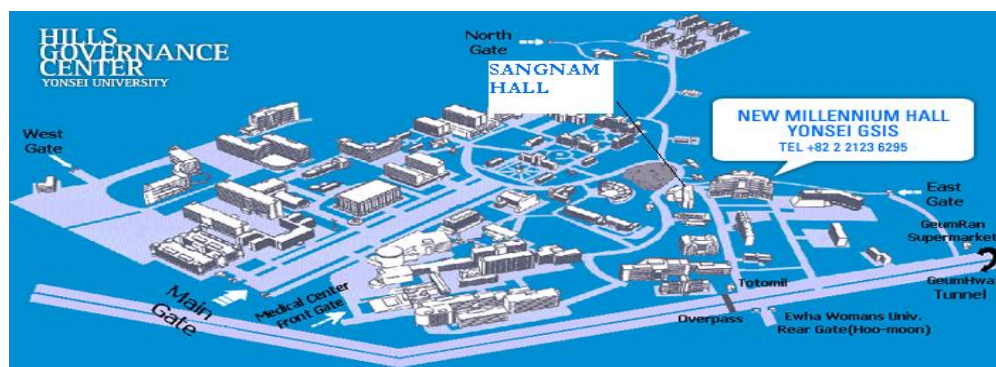 HILLS
GOVERNANCE
CENTER
YONSEI UNIVERSITY
North
Gate
SANGNAM
HALL
NEW MILLENNIUM HALL
YONSEI GSIS
TEL +82 2 2123 6295
West
Gate
East
Gate
GeumRan
Supermarket
GeumHwa
Tunnel
Main
Gate
Medical Center
Front Gate
Totomil
Overpass
Ewha Womans Univ.
Rear Gate(Hoo-moon)